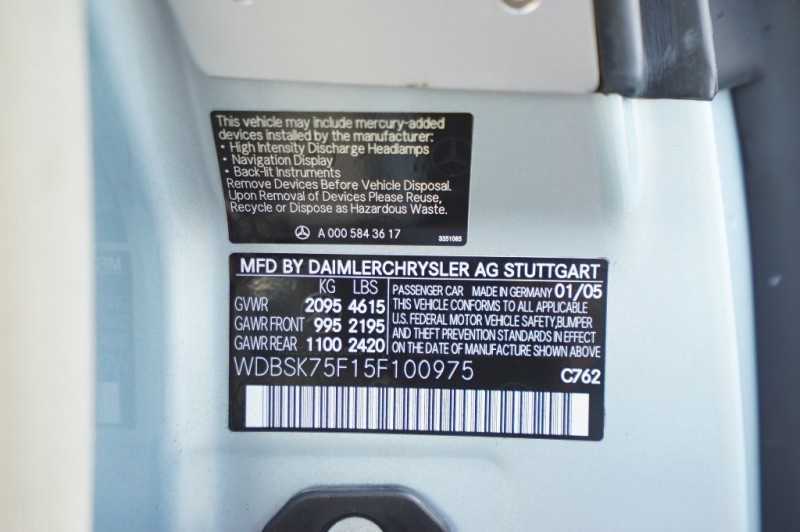 This vehicle may include mercury-added
devices installed by the manufacturer:
• High Intensity Discharge Headlamps
• Navigation Display
• Back-lit Instruments
Remove Devices Before Vehicle Disposal.
Upon Removal of Devices Please Reuse,
Recycle or Dispose as Hazardous Waste.
A 000 584 36 17
3351085
MFD BY DAIMLERCHRYSLER AG STUTTGART
KG LBS
GVWR 2095 4615
GAWR FRONT 995 2195
GAWR REAR 1100 2420
PASSENGER CAR MADE IN GERMANY 01/05
THIS VEHICLE CONFORMS TO ALL APPLICABLE
U.S. FEDERAL MOTOR VEHICLE SAFETY, BUMPER
AND THEFT PREVENTION STANDARDS IN EFFECT
ON THE DATE OF MANUFACTURE SHOWN ABOVE
WDBSK75F15F100975
C762